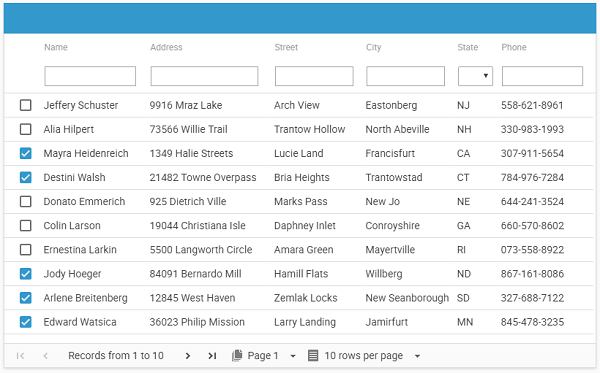 Name Address Street City State Phone
Jeffery Schuster 9916 Mraz Lake Arch View Eastonberg NJ 558-621-8961
Alia Hilpert 73566 Willie Trail Trantow Hollow North Abeville NH 330-983-1993
Mayra Heidenreich 1349 Halie Streets Lucie Land Francisfurt CA 307-911-5654
Destini Walsh 21482 Towne Overpass Bria Heights Trantowstad CT 784-976-7284
Donato Emmerich 925 Dietrich Ville Marks Pass New Jo NE 644-241-3524
Colin Larson 19044 Christiana Isle Daphney Inlet Conroyshire GA 660-570-8602
Ernestina Larkin 5500 Langworth Circle Amara Green Mayertville RI 073-558-8922
Jody Hoeger 84091 Bernardo Mill Hamill Flats Willberg ND 867-161-8086
Arlene Breitenberg 12845 West Haven Zemlak Locks New Seanborough SD 327-688-7122
Edward Watsica 36023 Philip Mission Larry Landing Jamirfurt MN 845-478-3235
Records from 1 to 10 Page 1 10 rows per page